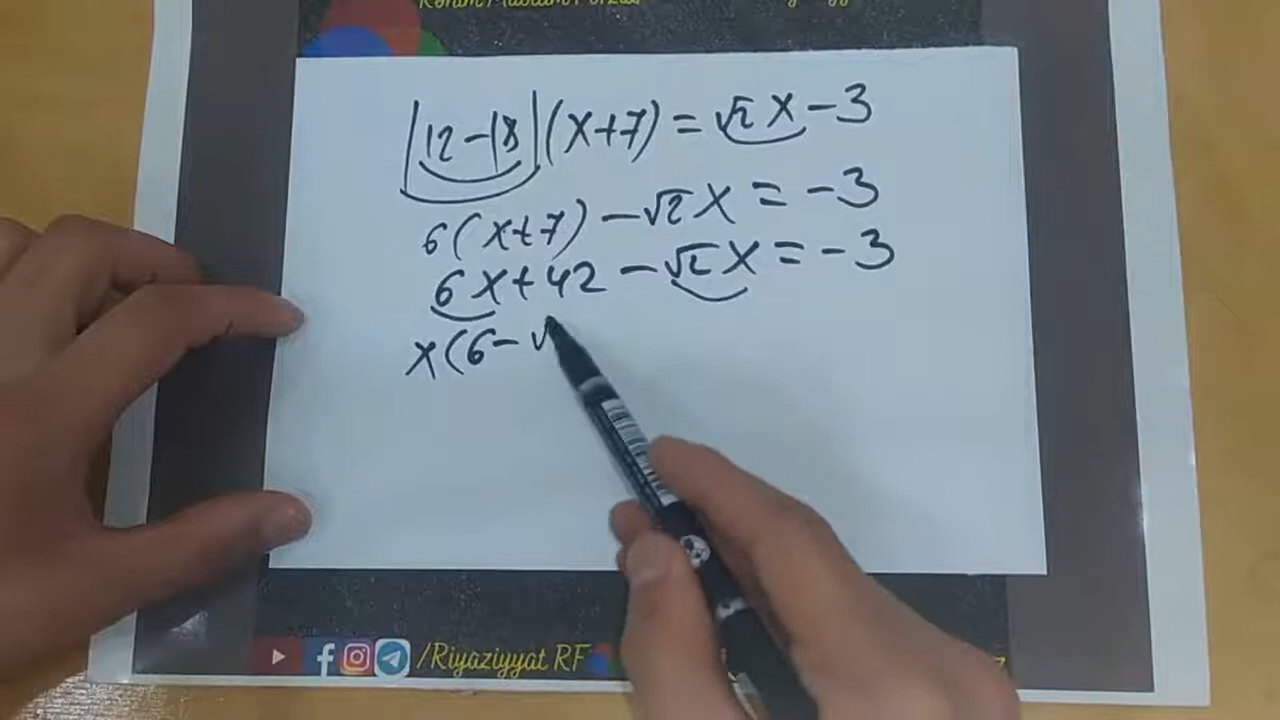 |12-18|(x+7)=√2x-3
6(x+7)-√2x=-3
6x+42-√2x=-3
x(6-√
/Riyaziyyat RF